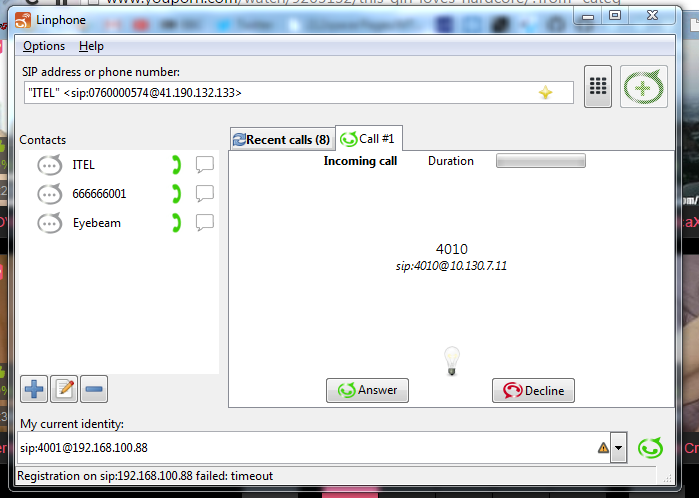 Linphone
Options Help
SIP address or phone number:
"ITEL" <sip:0760000574@41.190.132.133>
Contacts
ITEL
666666001
Eyebeam
Recent calls (8) Call #1
Incoming call Duration
4010
sip:4010@10.130.7.11
Answer Decline
My current identity:
sip:4001@192.168.100.88
Registration on sip:192.168.100.88 failed: timeout